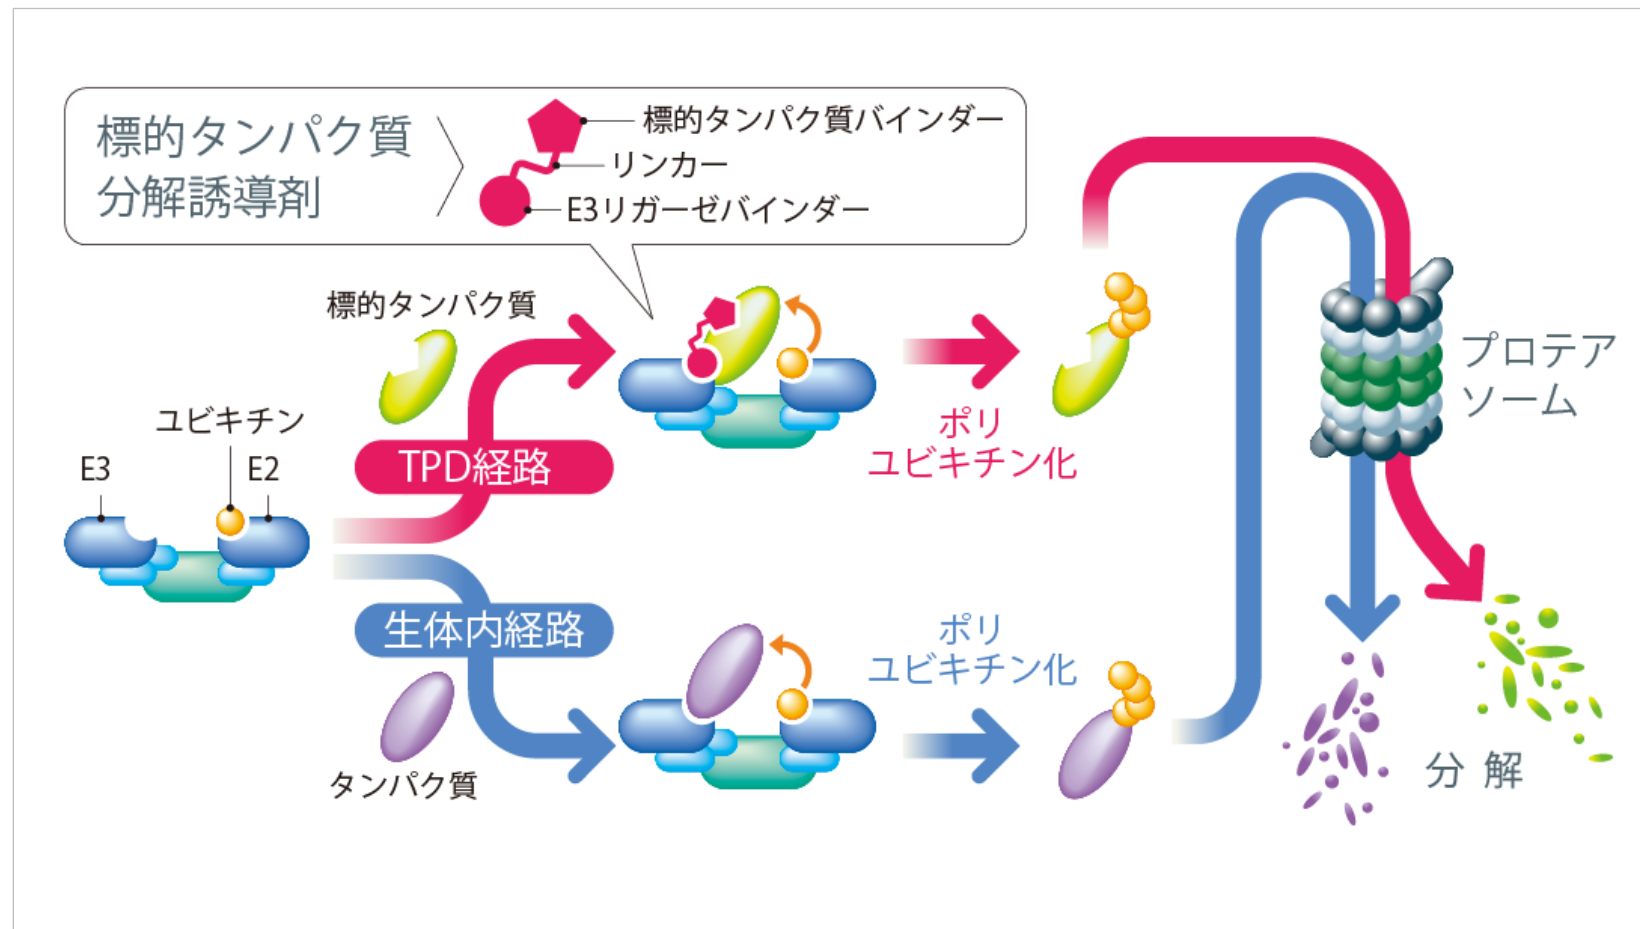 標的タンパク質
分解誘導剤
標的タンパク質バインダー
リンカー
E3リガーゼバインダー
標的タンパク質
ユビキチン
E3
E2
TPD経路
ポリ
ユビキチン化
プロテア
ソーム
生体内経路
タンパク質
ポリ
ユビキチン化
分 解